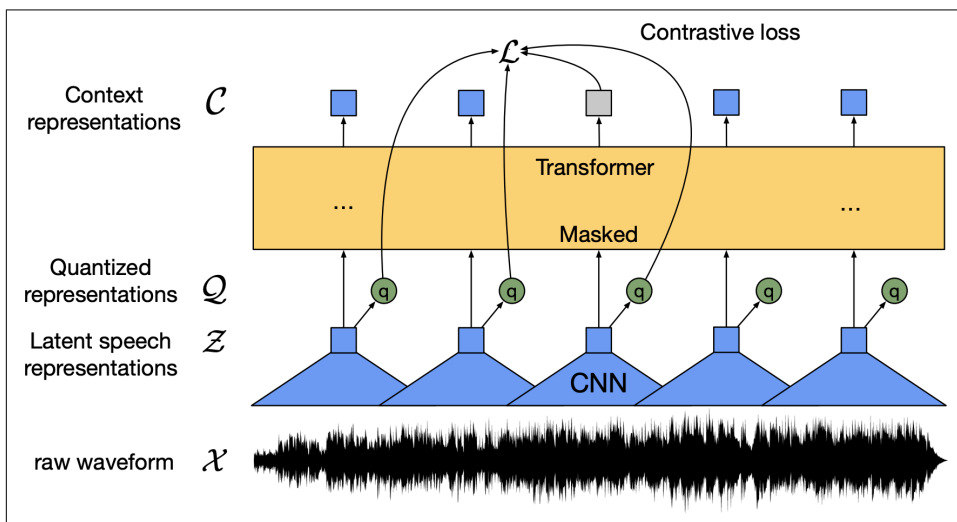 Contrastive loss
ℒ
Context
representations
𝒞
Transformer
... ...
Masked
Quantized
representations
𝒬
q q q q q
Latent speech
representations
𝒵
CNN
raw waveform
𝒳